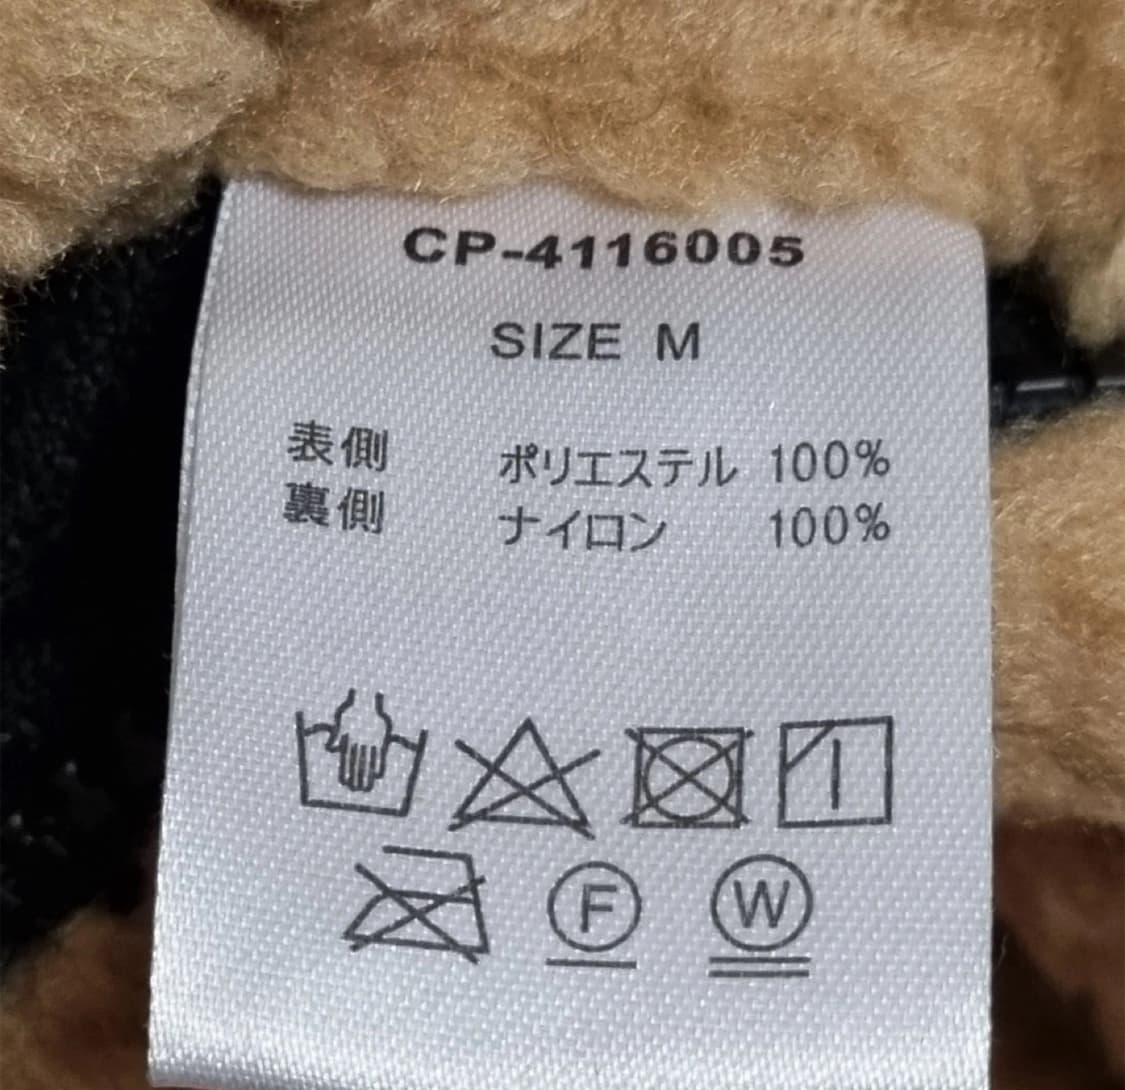 CP-4116005
SIZE M
表側 ポリエステル 100%
裏側 ナイロン 100%
F W